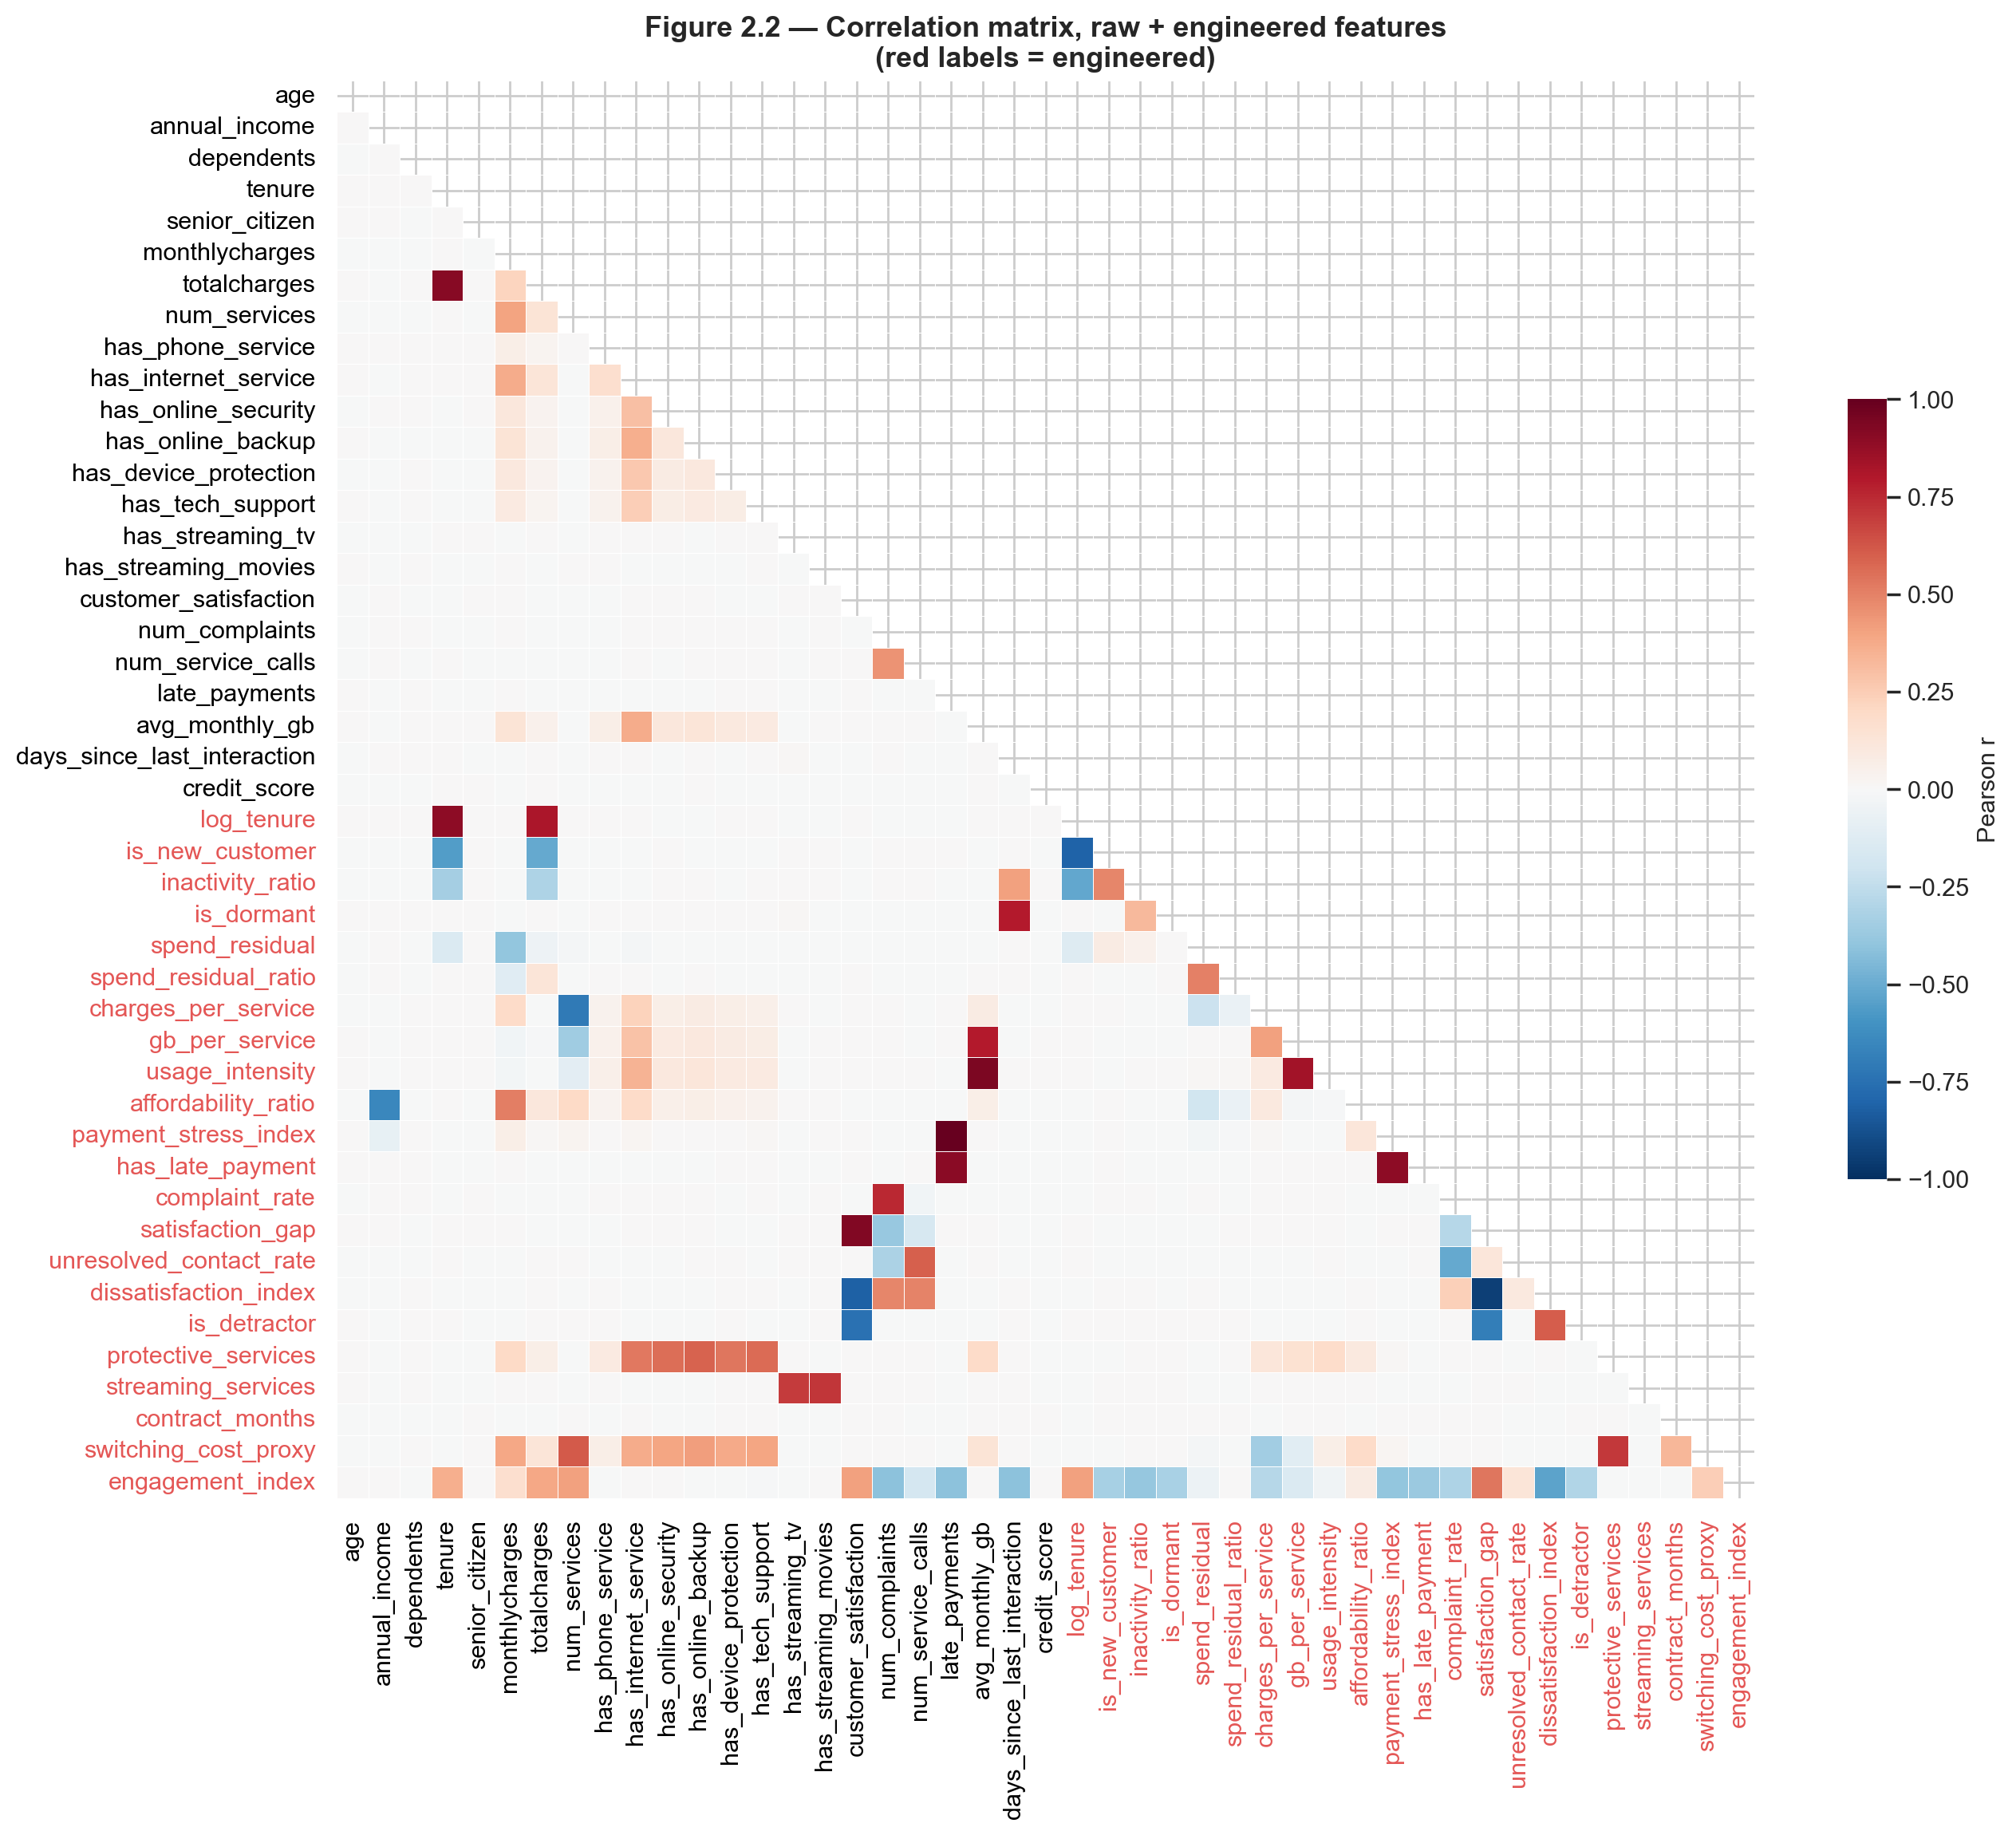 Figure 2.2 — Correlation matrix, raw + engineered features
(red labels = engineered)
age
annual_income
dependents
tenure
senior_citizen
monthlycharges
totalcharges
num_services
has_phone_service
has_internet_service
has_online_security
has_online_backup
has_device_protection
has_tech_support
has_streaming_tv
has_streaming_movies
customer_satisfaction
num_complaints
num_service_calls
late_payments
avg_monthly_gb
days_since_last_interaction
credit_score
log_tenure
is_new_customer
inactivity_ratio
is_dormant
spend_residual
spend_residual_ratio
charges_per_service
gb_per_service
usage_intensity
affordability_ratio
payment_stress_index
has_late_payment
complaint_rate
satisfaction_gap
unresolved_contact_rate
dissatisfaction_index
is_detractor
protective_services
streaming_services
contract_months
switching_cost_proxy
engagement_index
age
annual_income
dependents
tenure
senior_citizen
monthlycharges
totalcharges
num_services
has_phone_service
has_internet_service
has_online_security
has_online_backup
has_device_protection
has_tech_support
has_streaming_tv
has_streaming_movies
customer_satisfaction
num_complaints
num_service_calls
late_payments
avg_monthly_gb
days_since_last_interaction
credit_score
log_tenure
is_new_customer
inactivity_ratio
is_dormant
spend_residual
spend_residual_ratio
charges_per_service
gb_per_service
usage_intensity
affordability_ratio
payment_stress_index
has_late_payment
complaint_rate
satisfaction_gap
unresolved_contact_rate
dissatisfaction_index
is_detractor
protective_services
streaming_services
contract_months
switching_cost_proxy
engagement_index
1.00
0.75
0.50
0.25
0.00
−0.25
−0.50
−0.75
−1.00
Pearson r